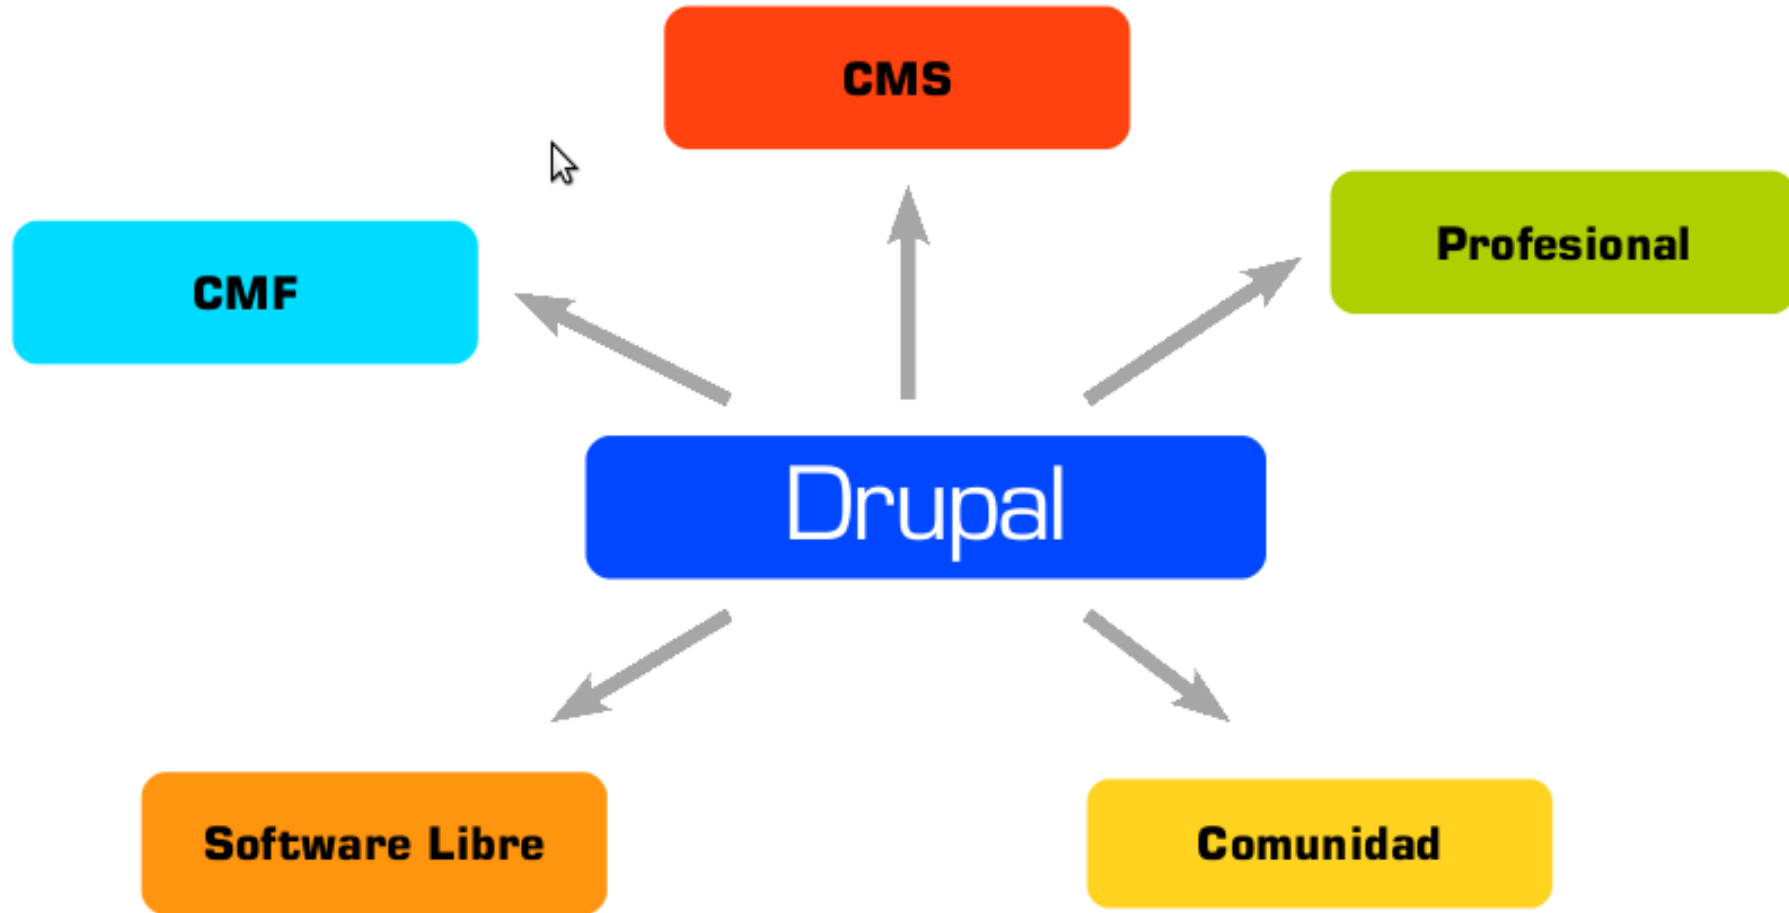 CMS
Profesional
CMF
Drupal
Software Libre
Comunidad